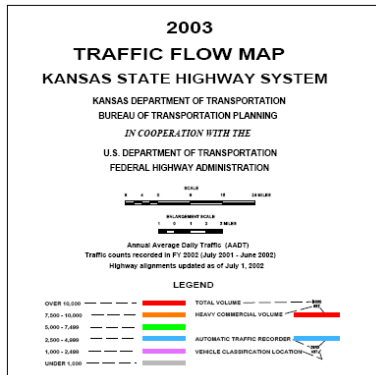 2003
TRAFFIC FLOW MAP
KANSAS STATE HIGHWAY SYSTEM
KANSAS DEPARTMENT OF TRANSPORTATION
BUREAU OF TRANSPORTATION PLANNING
IN COOPERATION WITH THE
U.S. DEPARTMENT OF TRANSPORTATION
FEDERAL HIGHWAY ADMINISTRATION
SCALE
ENLARGEMENT SCALE
Annual Average Daily Traffic (AADT)
Traffic counts recorded in FY 2002 (July 2001 - June 2002)
Highway alignments updated as of July 1, 2002
LEGEND
OVER 10,000
7,500 - 10,000
5,000 - 7,499
2,500 - 4,999
1,000 - 2,499
UNDER 1,000
TOTAL VOLUME
HEAVY COMMERCIAL VOLUME
AUTOMATIC TRAFFIC RECORDER
VEHICLE CLASSIFICATION LOCATION